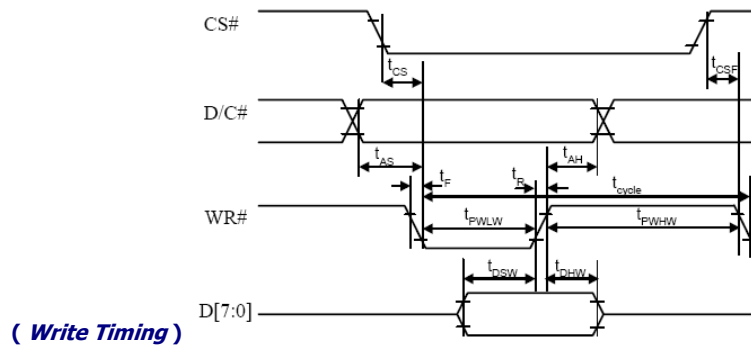 CS#
tCS
tCSF
D/C#
tAS
tAH
tF
tR
tcycle
WR#
tPWLW
tPWHW
tDSW
tDHW
( Write Timing ) D[7:0]